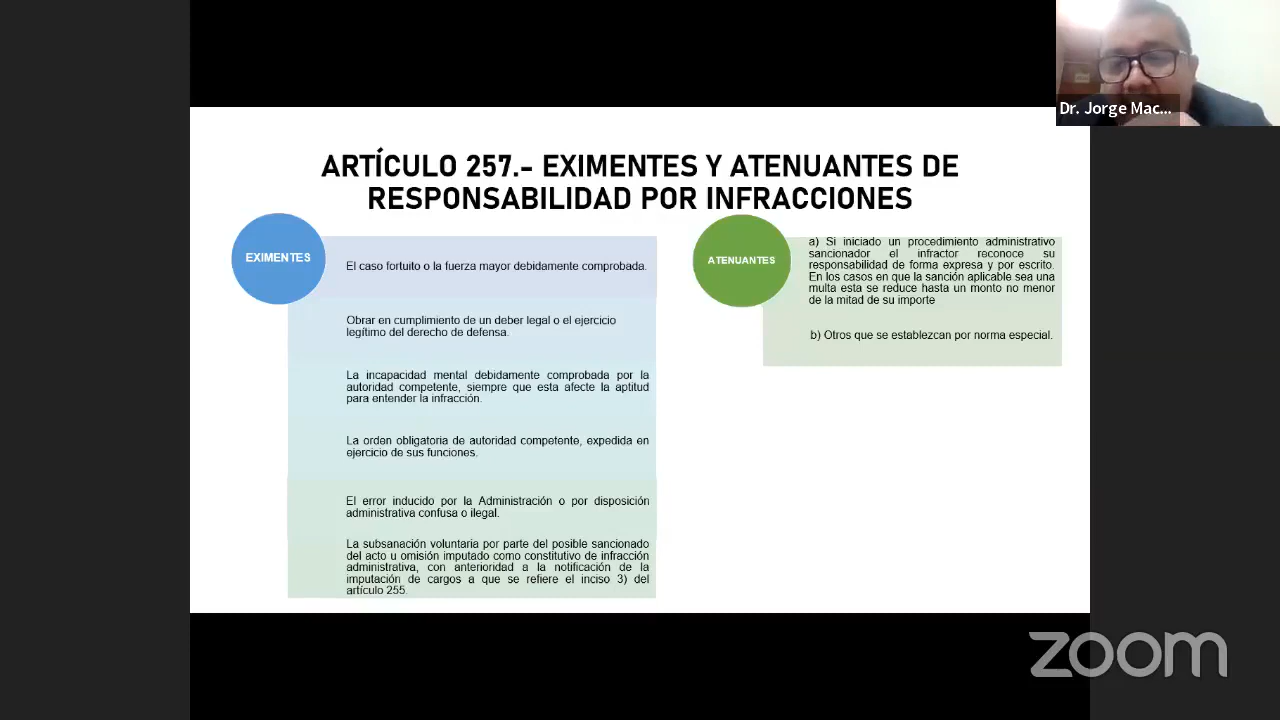 Dr. Jorge Mac...
ARTÍCULO 257.- EXIMENTES Y ATENUANTES DE
RESPONSABILIDAD POR INFRACCIONES
EXIMENTES
El caso fortuito o la fuerza mayor debidamente comprobada.
Obrar en cumplimiento de un deber legal o el ejercicio
legítimo del derecho de defensa.
La incapacidad mental debidamente comprobada por la
autoridad competente, siempre que esta afecte la aptitud
para entender la infracción.
La orden obligatoria de autoridad competente, expedida en
ejercicio de sus funciones.
El error inducido por la Administración o por disposición
administrativa confusa o ilegal.
La subsanación voluntaria por parte del posible sancionado
del acto u omisión imputado como constitutivo de infracción
administrativa, con anterioridad a la notificación de la
imputación de cargos a que se refiere el inciso 3) del
artículo 255.
ATENUANTES
a) Si iniciado un procedimiento administrativo
sancionador el infractor reconoce su
responsabilidad de forma expresa y por escrito.
En los casos en que la sanción aplicable sea una
multa esta se reduce hasta un monto no menor
de la mitad de su importe
b) Otros que se establezcan por norma especial.
zoom